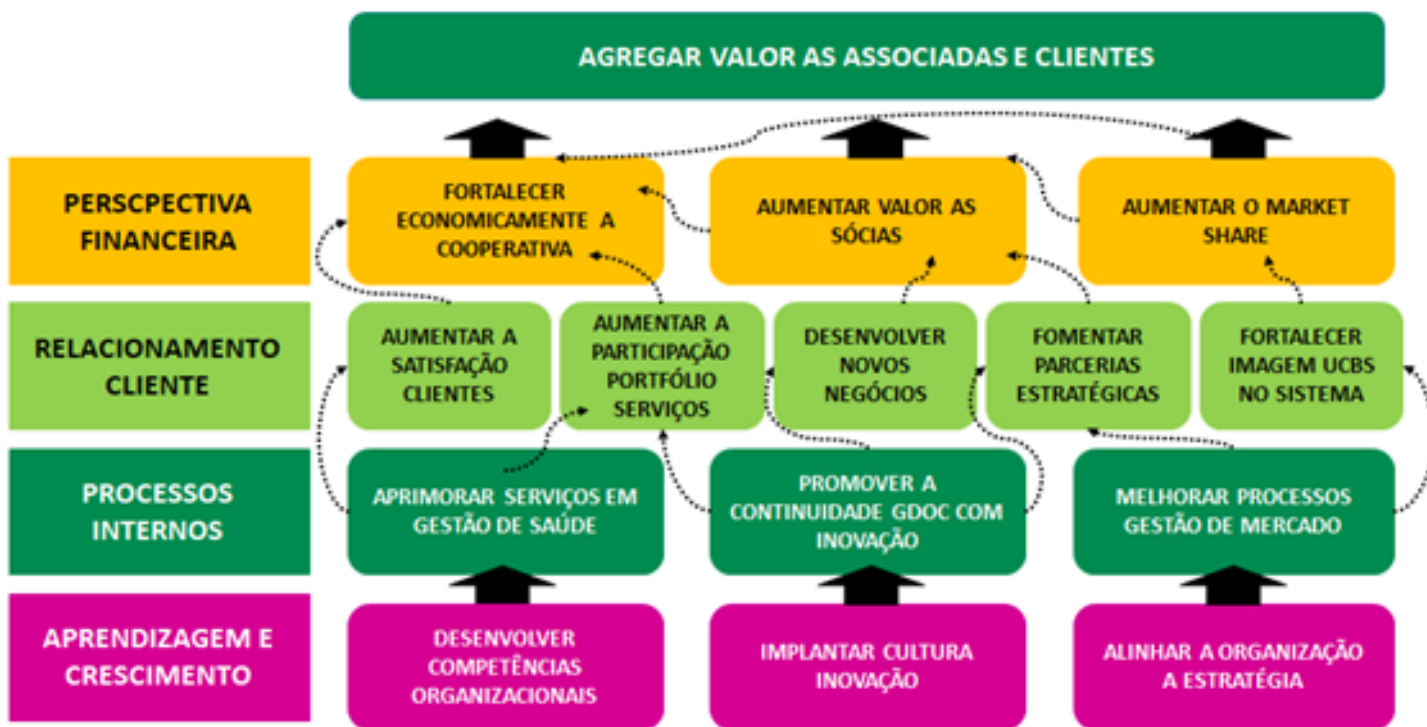 AGREGAR VALOR AS ASSOCIADAS E CLIENTES
PERSCPECTIVA
FINANCEIRA
FORTALECER
ECONOMICAMENTE A
COOPERATIVA
AUMENTAR VALOR AS
SÓCIAS
AUMENTAR O MARKET
SHARE
RELACIONAMENTO
CLIENTE
AUMENTAR A
SATISFAÇÃO
CLIENTES
AUMENTAR A
PARTICIPAÇÃO
PORTFÓLIO
SERVIÇOS
DESENVOLVER
NOVOS
NEGÓCIOS
FOMENTAR
PARCERIAS
ESTRATÉGICAS
FORTALECER
IMAGEM UCBS
NO SISTEMA
PROCESSOS
INTERNOS
APRIMORAR SERVIÇOS EM
GESTÃO DE SAÚDE
PROMOVER A
CONTINUIDADE GDOC COM
INOVAÇÃO
MELHORAR PROCESSOS
GESTÃO DE MERCADO
APRENDIZAGEM E
CRESCIMENTO
DESENVOLVER
COMPETÊNCIAS
ORGANIZACIONAIS
IMPLANTAR CULTURA
INOVAÇÃO
ALINHAR A ORGANIZAÇÃO
A ESTRATÉGIA